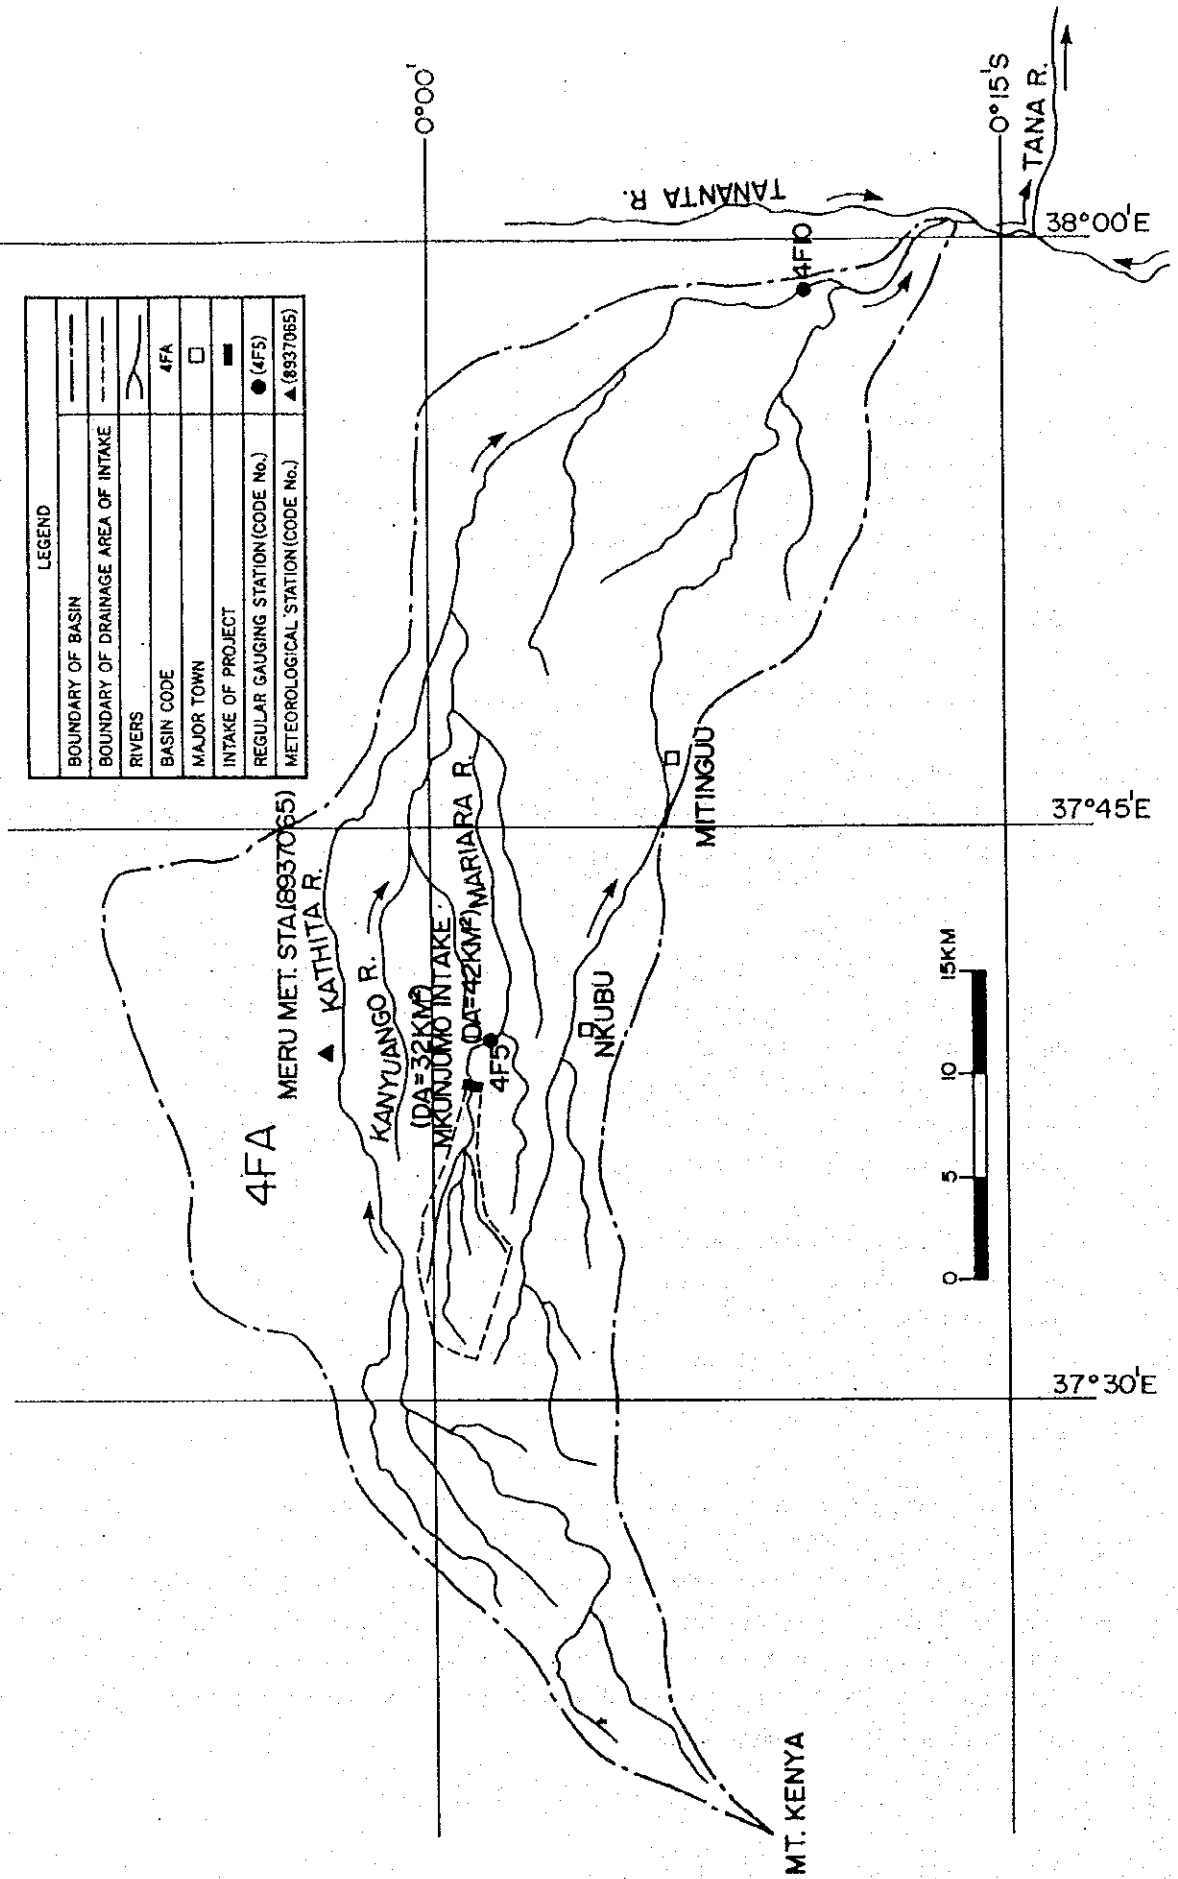 LEGEND
BOUNDARY OF BASIN
BOUNDARY OF DRAINAGE AREA OF INTAKE
RIVERS
BASIN CODE 4FA
MAJOR TOWN
INTAKE OF PROJECT
REGULAR GAUGING STATION (CODE No.) (4F5)
METEOROLOGICAL STATION (CODE No.) (8937065)
0°00'
0°15'S
TANA R.
TANANTA R.
38°00'E
4F10
37°45'E
MERU MET. STA.(8937065)
KATHITA R.
4FA
KANYUANGO R.
(DA=32KM²)
MKUNJUMO INTAKE
(DA=42KM²) MARIARA R.
4F5
NKUBU
MITINGUU
0 5 10 15KM
37°30'E
MT. KENYA